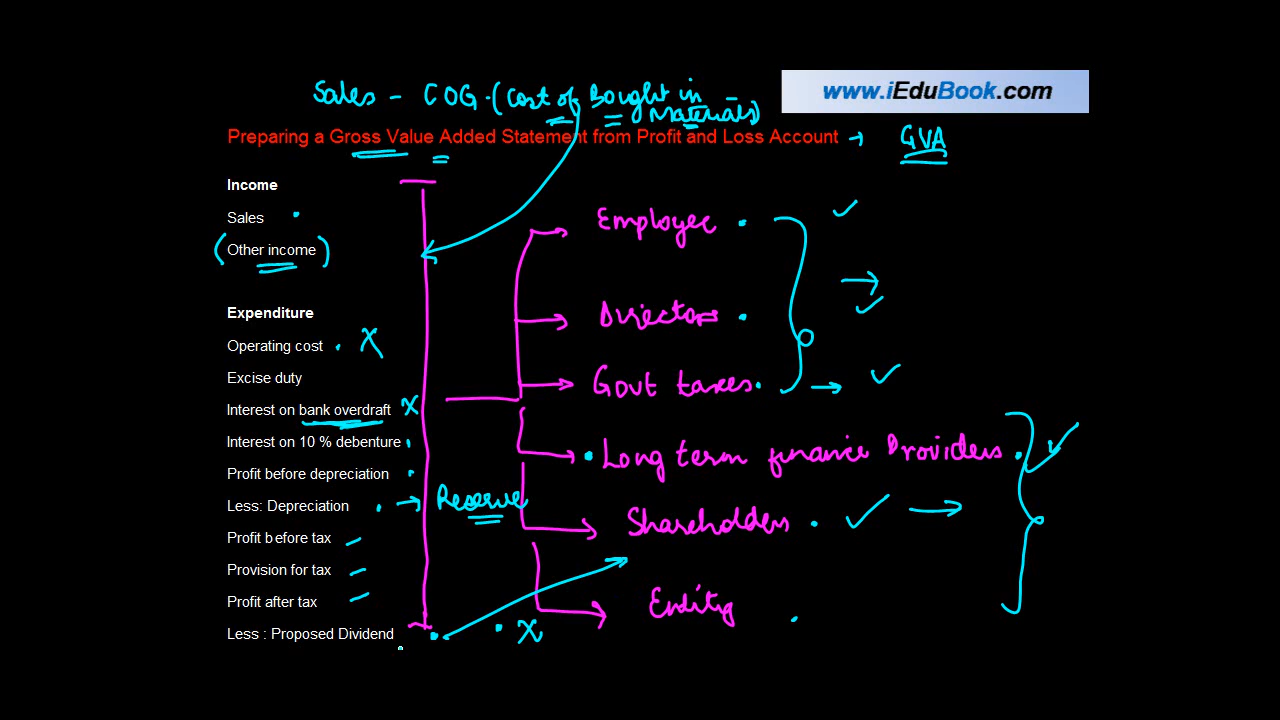 www.iEduBook.com
Sales - COG. (Cost of Bought in Materials)
Preparing a Gross Value Added Statement from Profit and Loss Account → GVA
Income
Sales
(Other income)
Expenditure
Operating cost X
Excise duty
Interest on bank overdraft X
Interest on 10 % debenture
Profit before depreciation
Less: Depreciation → Reserve
Profit before tax
Provision for tax
Profit after tax
Less : Proposed Dividend X
Employee
Directors
Govt taxes
Long term finance Providers
Shareholders
Entity